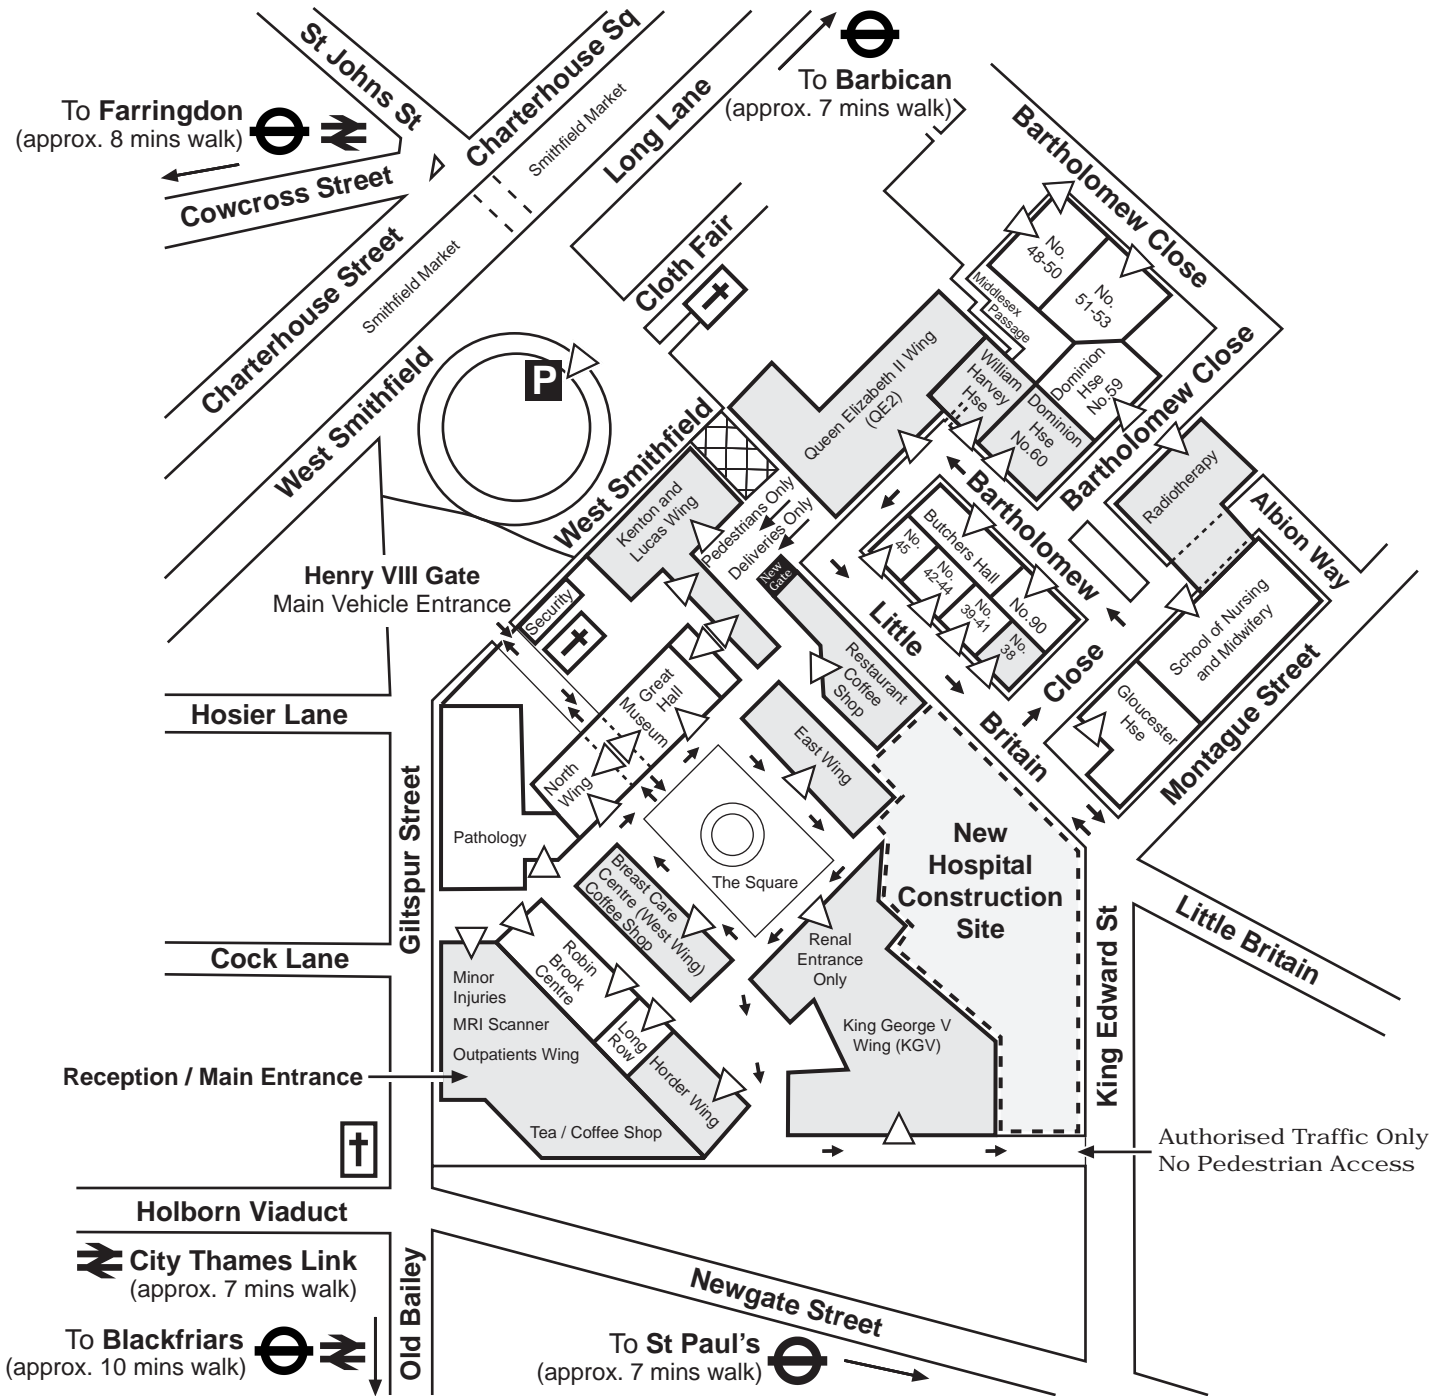 St Johns St
Charterhouse Sq
Smithfield Market
Long Lane
To Barbican
(approx. 7 mins walk)
To Farringdon
(approx. 8 mins walk)
Cowcross Street
Charterhouse Street
Smithfield Market
West Smithfield
Cloth Fair
Bartholomew Close
No.
48-50
No.
51-53
Middlesex
Passage
P
Queen Elizabeth II Wing
(QE2)
William
Harvey
Hse
Dominion
Hse
No.59
Dominion
Hse
No.60
Bartholomew Close
Radiotherapy
Albion Way
West Smithfield
Kenton and
Lucas Wing
Pedestrians Only
Deliveries Only
New
Gate
Bartholomew
Close
Butchers Hall
No.
45
No.
42-44
No.
39-41
No.
38
No.90
School of Nursing
and Midwifery
Gloucester
Hse
Montague Street
Henry VIII Gate
Main Vehicle Entrance
Security
Little
Britain
Restaurant
Coffee
Shop
Great
Hall
Museum
North
Wing
East Wing
Hosier Lane
Giltspur Street
Pathology
The Square
New
Hospital
Construction
Site
Breast Care
Centre (West Wing)
Coffee Shop
Renal
Entrance
Only
King George V
Wing (KGV)
King Edward St
Little Britain
Cock Lane
Minor
Injuries
MRI Scanner
Outpatients Wing
Robin
Brook
Centre
Long
Row
Horder Wing
Reception / Main Entrance
Tea / Coffee Shop
Authorised Traffic Only
No Pedestrian Access
Holborn Viaduct
City Thames Link
(approx. 7 mins walk)
Old Bailey
Newgate Street
To Blackfriars
(approx. 10 mins walk)
To St Paul's
(approx. 7 mins walk)